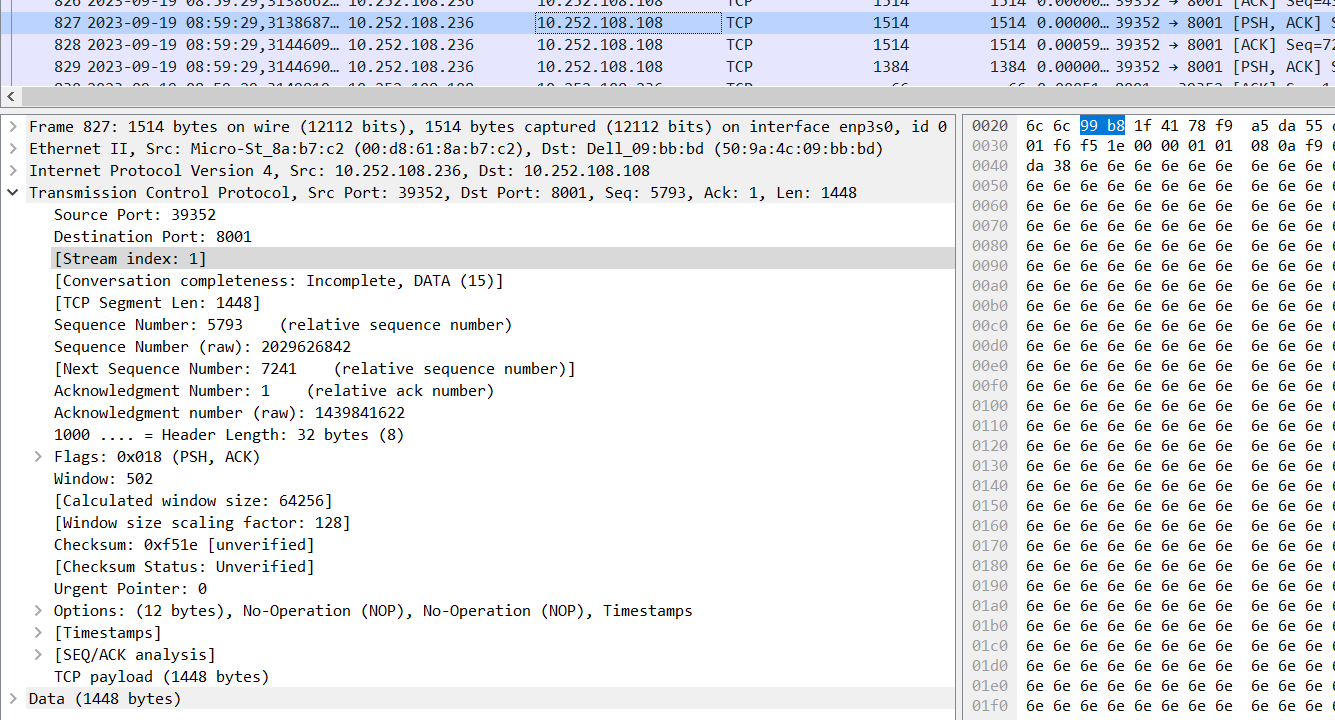 826 2023-09-19 08:59:29,3138662… 10.252.108.236 10.252.108.108 TCP 1514 1514 0.00000… 39352 → 8001 [ACK]
827 2023-09-19 08:59:29,3138687… 10.252.108.236 10.252.108.108 TCP 1514 1514 0.00000… 39352 → 8001 [PSH, ACK] S
828 2023-09-19 08:59:29,3144609… 10.252.108.236 10.252.108.108 TCP 1514 1514 0.00059… 39352 → 8001 [ACK] Seq=72
829 2023-09-19 08:59:29,3144690… 10.252.108.236 10.252.108.108 TCP 1384 1384 0.00000… 39352 → 8001 [PSH, ACK] S
Frame 827: 1514 bytes on wire (12112 bits), 1514 bytes captured (12112 bits) on interface enp3s0, id 0
Ethernet II, Src: Micro-St_8a:b7:c2 (00:d8:61:8a:b7:c2), Dst: Dell_09:bb:bd (50:9a:4c:09:bb:bd)
Internet Protocol Version 4, Src: 10.252.108.236, Dst: 10.252.108.108
Transmission Control Protocol, Src Port: 39352, Dst Port: 8001, Seq: 5793, Ack: 1, Len: 1448
Source Port: 39352
Destination Port: 8001
[Stream index: 1]
[Conversation completeness: Incomplete, DATA (15)]
[TCP Segment Len: 1448]
Sequence Number: 5793    (relative sequence number)
Sequence Number (raw): 2029626842
[Next Sequence Number: 7241    (relative sequence number)]
Acknowledgment Number: 1    (relative ack number)
Acknowledgment number (raw): 1439841622
1000 .... = Header Length: 32 bytes (8)
Flags: 0x018 (PSH, ACK)
Window: 502
[Calculated window size: 64256]
[Window size scaling factor: 128]
Checksum: 0xf51e [unverified]
[Checksum Status: Unverified]
Urgent Pointer: 0
Options: (12 bytes), No-Operation (NOP), No-Operation (NOP), Timestamps
[Timestamps]
[SEQ/ACK analysis]
TCP payload (1448 bytes)
Data (1448 bytes)
0020 6c 6c 99 b8 1f 41 78 f9 a5 da 55
0030 01 f6 f5 1e 00 00 01 01 08 0a f9
0040 da 38 6e 6e 6e 6e 6e 6e 6e 6e 6e
0050 6e 6e 6e 6e 6e 6e 6e 6e 6e 6e 6e
0060 6e 6e 6e 6e 6e 6e 6e 6e 6e 6e 6e
0070 6e 6e 6e 6e 6e 6e 6e 6e 6e 6e 6e
0080 6e 6e 6e 6e 6e 6e 6e 6e 6e 6e 6e
0090 6e 6e 6e 6e 6e 6e 6e 6e 6e 6e 6e
00a0 6e 6e 6e 6e 6e 6e 6e 6e 6e 6e 6e
00b0 6e 6e 6e 6e 6e 6e 6e 6e 6e 6e 6e
00c0 6e 6e 6e 6e 6e 6e 6e 6e 6e 6e 6e
00d0 6e 6e 6e 6e 6e 6e 6e 6e 6e 6e 6e
00e0 6e 6e 6e 6e 6e 6e 6e 6e 6e 6e 6e
00f0 6e 6e 6e 6e 6e 6e 6e 6e 6e 6e 6e
0100 6e 6e 6e 6e 6e 6e 6e 6e 6e 6e 6e
0110 6e 6e 6e 6e 6e 6e 6e 6e 6e 6e 6e
0120 6e 6e 6e 6e 6e 6e 6e 6e 6e 6e 6e
0130 6e 6e 6e 6e 6e 6e 6e 6e 6e 6e 6e
0140 6e 6e 6e 6e 6e 6e 6e 6e 6e 6e 6e
0150 6e 6e 6e 6e 6e 6e 6e 6e 6e 6e 6e
0160 6e 6e 6e 6e 6e 6e 6e 6e 6e 6e 6e
0170 6e 6e 6e 6e 6e 6e 6e 6e 6e 6e 6e
0180 6e 6e 6e 6e 6e 6e 6e 6e 6e 6e 6e
0190 6e 6e 6e 6e 6e 6e 6e 6e 6e 6e 6e
01a0 6e 6e 6e 6e 6e 6e 6e 6e 6e 6e 6e
01b0 6e 6e 6e 6e 6e 6e 6e 6e 6e 6e 6e
01c0 6e 6e 6e 6e 6e 6e 6e 6e 6e 6e 6e
01d0 6e 6e 6e 6e 6e 6e 6e 6e 6e 6e 6e
01e0 6e 6e 6e 6e 6e 6e 6e 6e 6e 6e 6e
01f0 6e 6e 6e 6e 6e 6e 6e 6e 6e 6e 6e